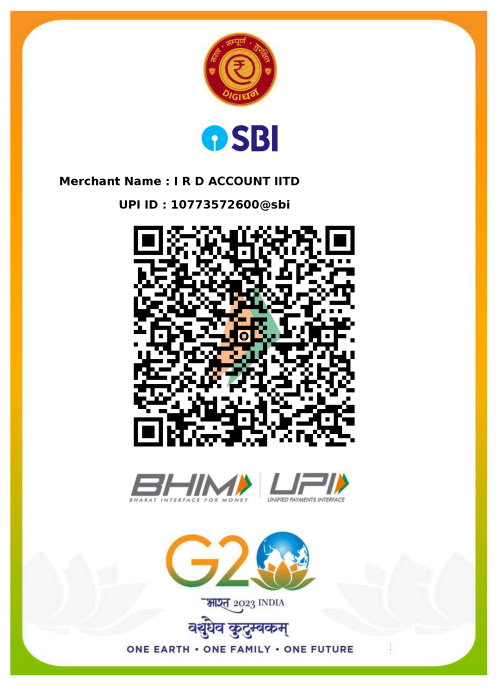 सरल · सम्पूर्ण · सुरक्षित
DIGIधन
SBI
Merchant Name : I R D ACCOUNT IITD
UPI ID : 10773572600@sbi
O
BHIM UPI
BHARAT INTERFACE FOR MONEY UNIFIED PAYMENTS INTERFACE
G20
भारत 2023 INDIA
वसुधैव कुटुम्बकम्
ONE EARTH • ONE FAMILY • ONE FUTURE